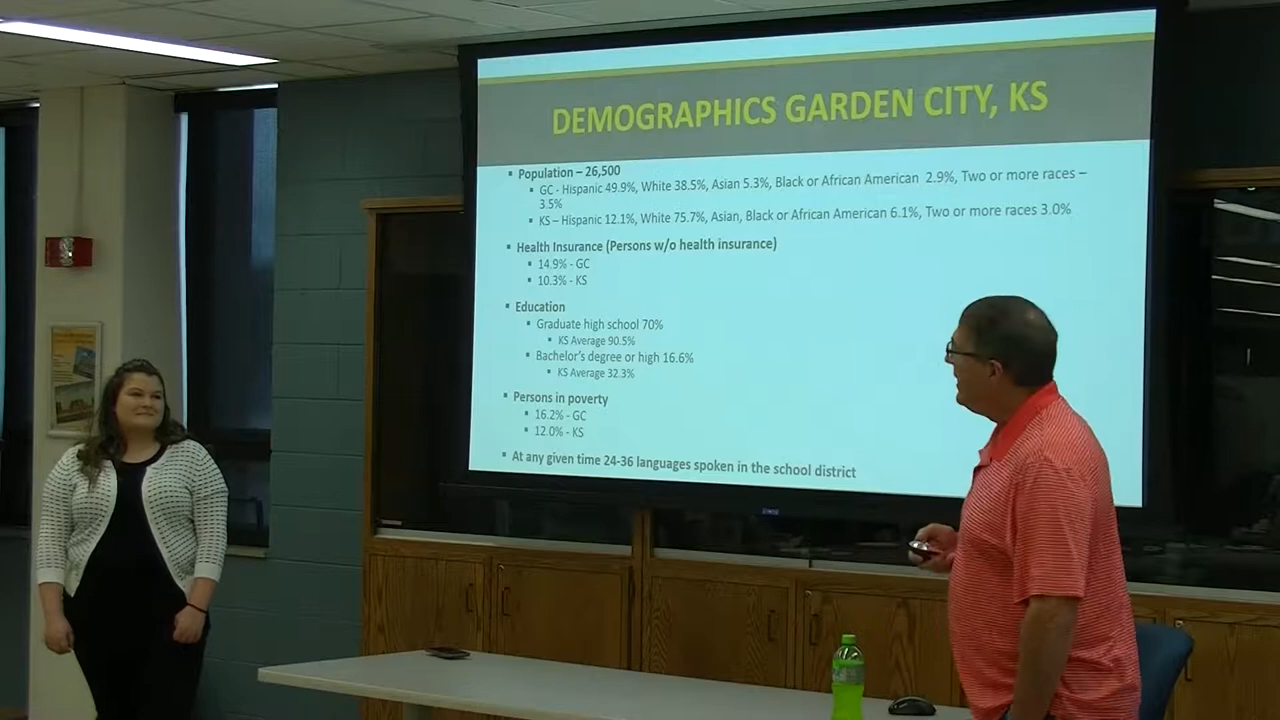 DEMOGRAPHICS GARDEN CITY, KS
▪ Population – 26,500
▪ GC - Hispanic 49.9%, White 38.5%, Asian 5.3%, Black or African American 2.9%, Two or more races –
3.5%
▪ KS – Hispanic 12.1%, White 75.7%, Asian, Black or African American 6.1%, Two or more races 3.0%
▪ Health Insurance (Persons w/o health insurance)
▪ 14.9% - GC
▪ 10.3% - KS
▪ Education
▪ Graduate high school 70%
▪ KS Average 90.5%
▪ Bachelor's degree or high 16.6%
▪ KS Average 32.3%
▪ Persons in poverty
▪ 16.2% - GC
▪ 12.0% - KS
▪ At any given time 24-36 languages spoken in the school district